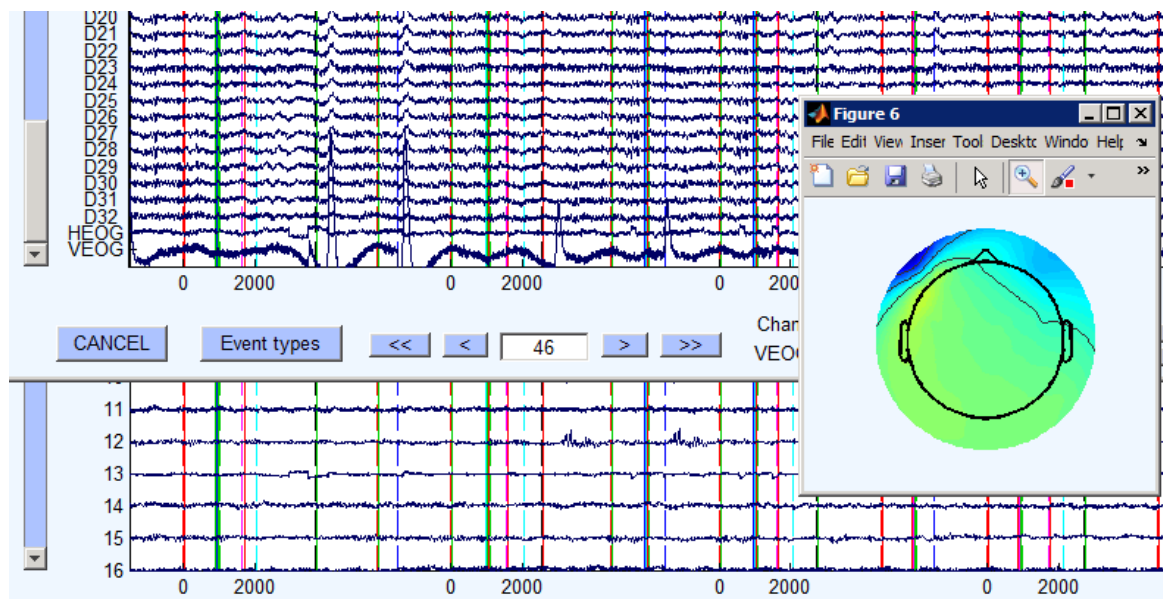 D20
D21
D22
D23
D24
D25
D26
D27
D28
D29
D30
D31
D32
HEOG
VEOG
0 2000 0 2000 0 200
CANCEL Event types << < 46 > >> Chan
VEO
Figure 6
File Edit View Inser Tool Deskto Windo Help
11
12
13
14
15
16
0 2000 0 2000 0 2000 0 2000